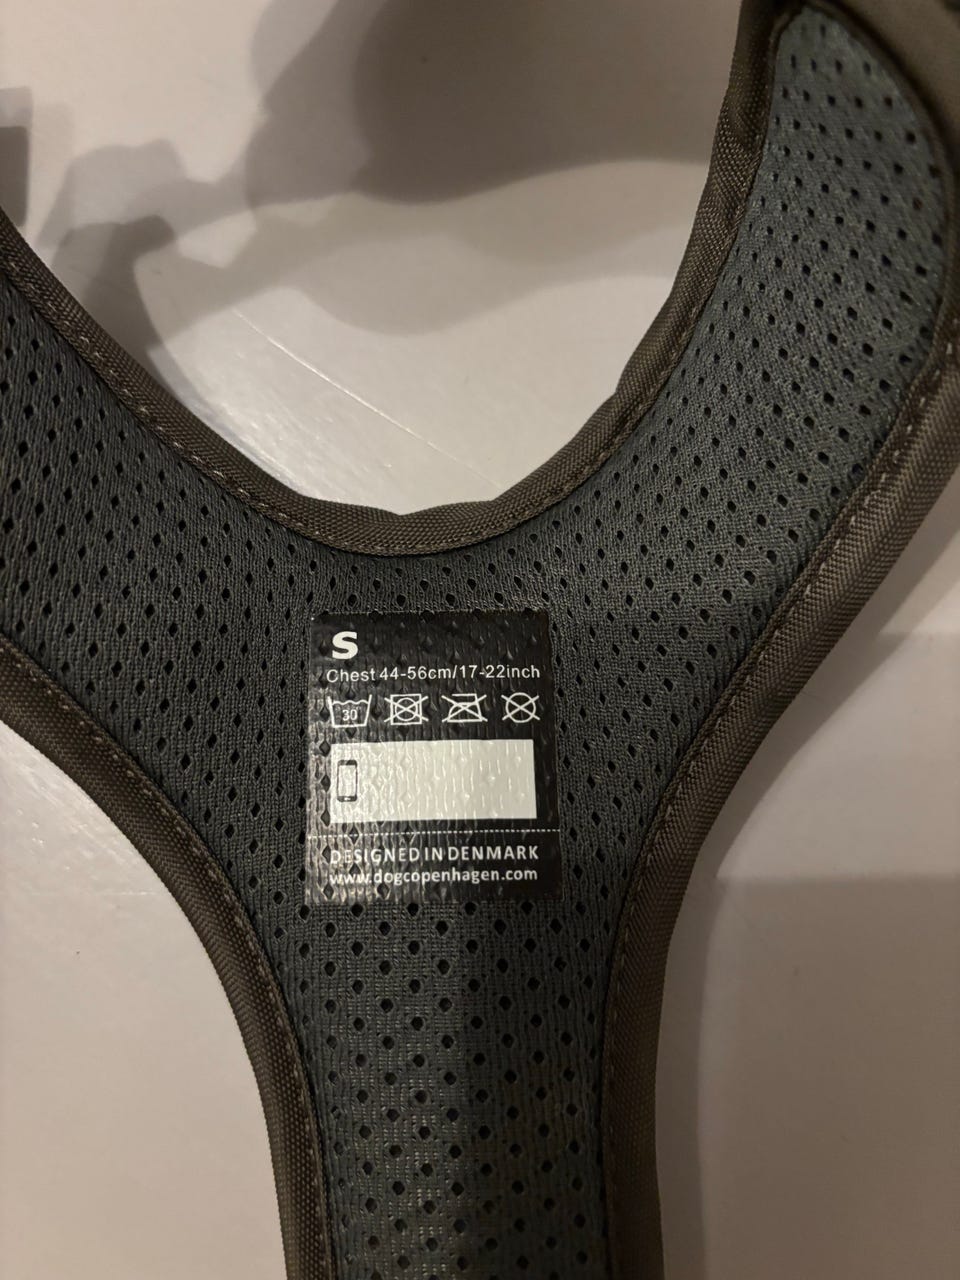 S
Chest 44-56cm/17-22inch
30
DESIGNED IN DENMARK
www.dogcopenhagen.com